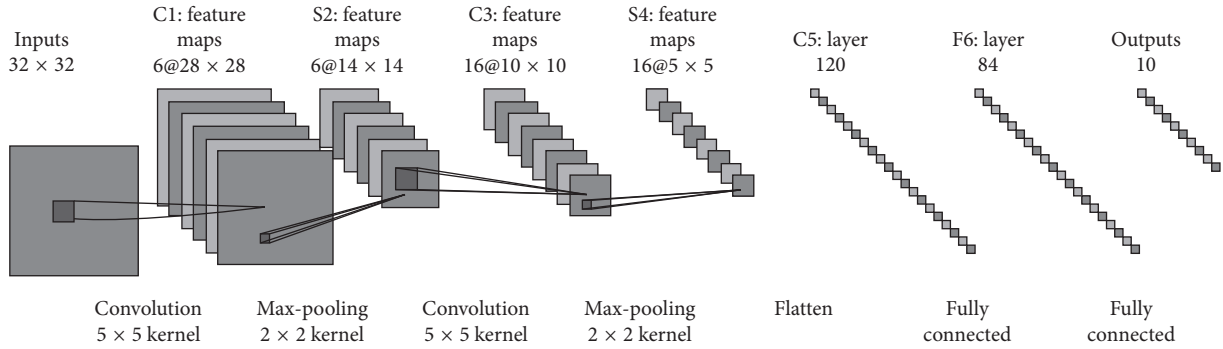 Inputs
32 × 32
C1: feature
maps
6@28 × 28
S2: feature
maps
6@14 × 14
C3: feature
maps
16@10 × 10
S4: feature
maps
16@5 × 5
C5: layer
120
F6: layer
84
Outputs
10
Convolution
5 × 5 kernel
Max-pooling
2 × 2 kernel
Convolution
5 × 5 kernel
Max-pooling
2 × 2 kernel
Flatten
Fully
connected
Fully
connected